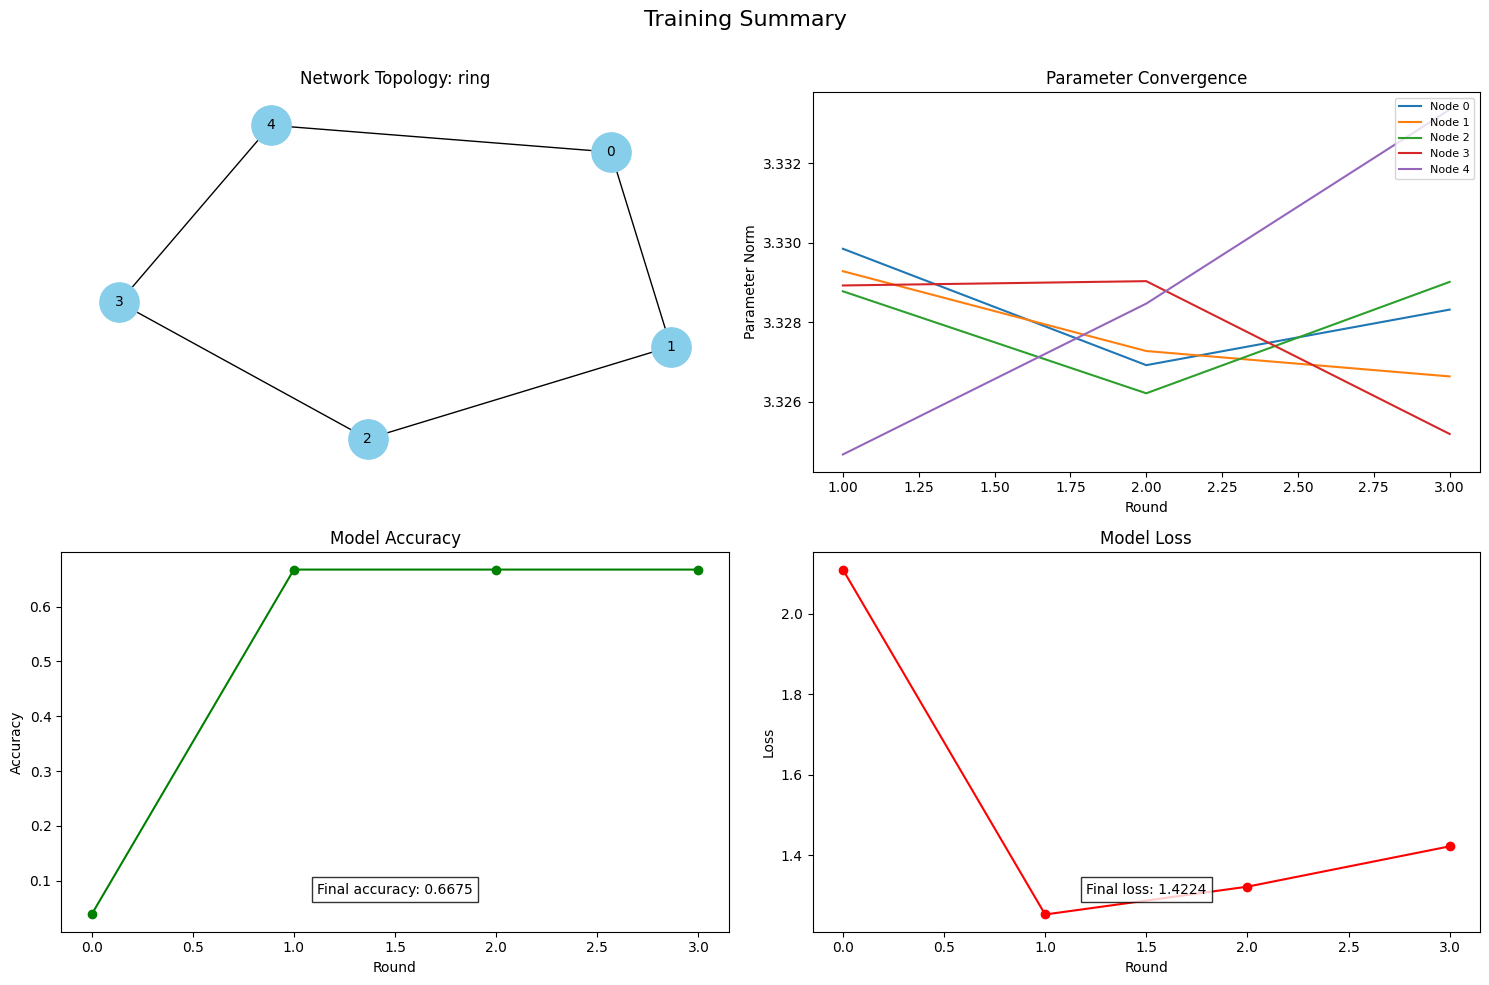 Training Summary
Network Topology: ring
4
0
3
1
2
Parameter Convergence
Node 0
Node 1
Node 2
Node 3
Node 4
Parameter Norm
3.332
3.330
3.328
3.326
1.00 1.25 1.50 1.75 2.00 2.25 2.50 2.75 3.00
Round
Model Accuracy
Accuracy
0.6
0.5
0.4
0.3
0.2
0.1
Final accuracy: 0.6675
0.0 0.5 1.0 1.5 2.0 2.5 3.0
Round
Model Loss
Loss
2.0
1.8
1.6
1.4
Final loss: 1.4224
0.0 0.5 1.0 1.5 2.0 2.5 3.0
Round